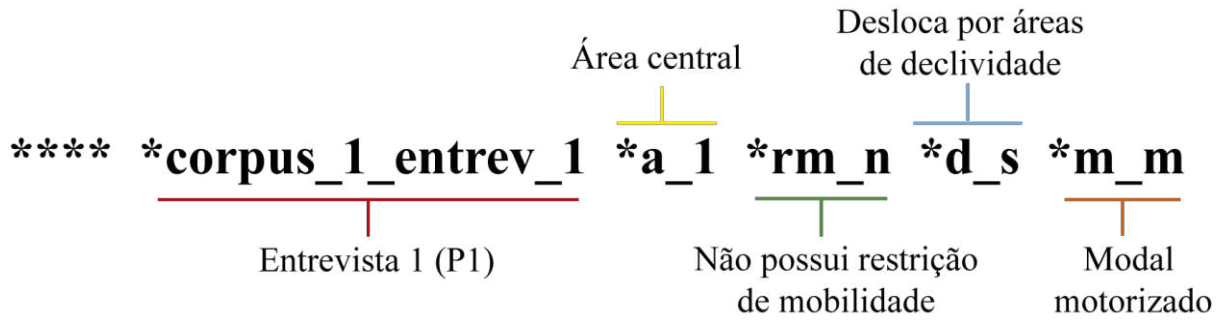 Área central
Desloca por áreas
de declividade
**** *corpus_1_entrev_1 *a_1 *rm_n *d_s *m_m
Entrevista 1 (P1)
Não possui restrição
de mobilidade
Modal
motorizado